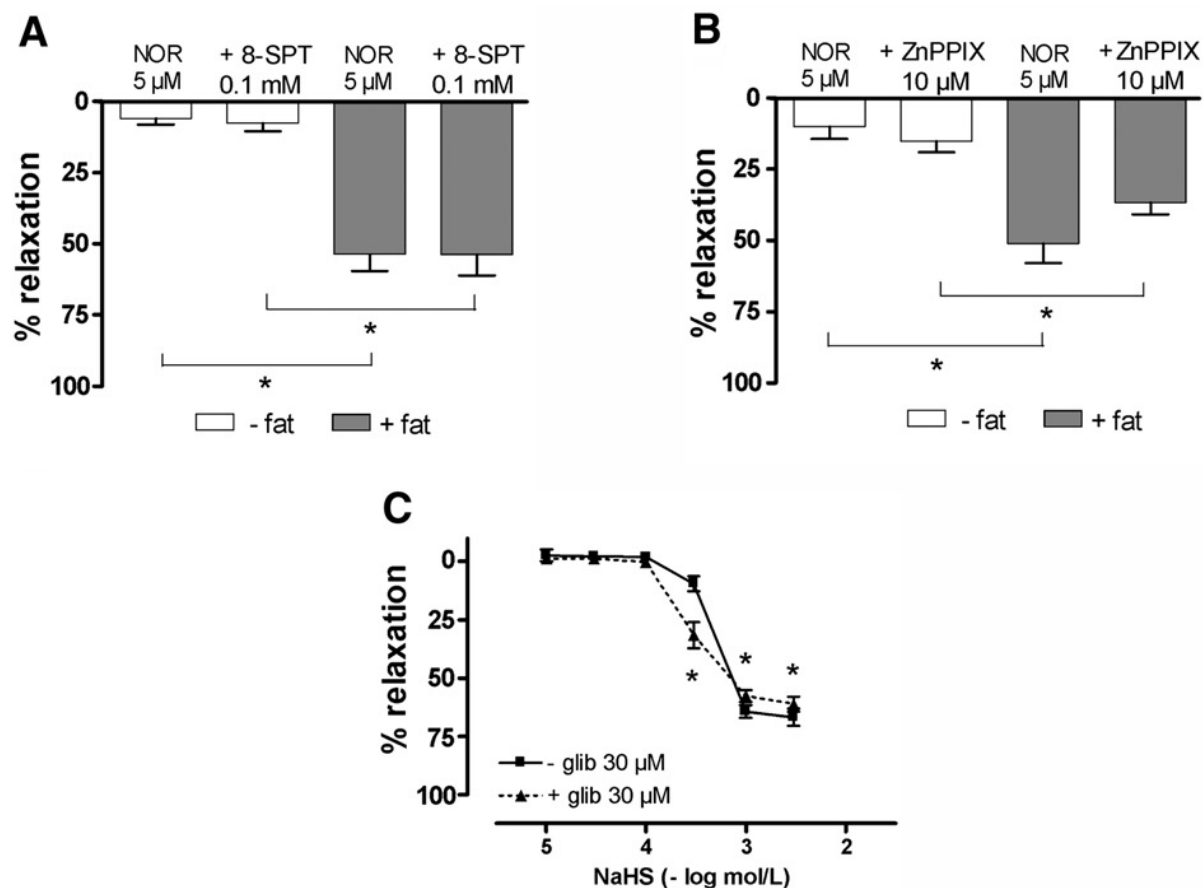 A
NOR + 8-SPT NOR + 8-SPT
5 µM 0.1 mM 5 µM 0.1 mM
0
25
50
75
100
% relaxation
*
*
- fat + fat
B
NOR + ZnPPIX NOR + ZnPPIX
5 µM 10 µM 5 µM 10 µM
0
25
50
75
100
% relaxation
*
*
- fat + fat
C
0
25
50
75
100
% relaxation
* * *
- glib 30 µM
+ glib 30 µM
5 4 3 2
NaHS (- log mol/L)